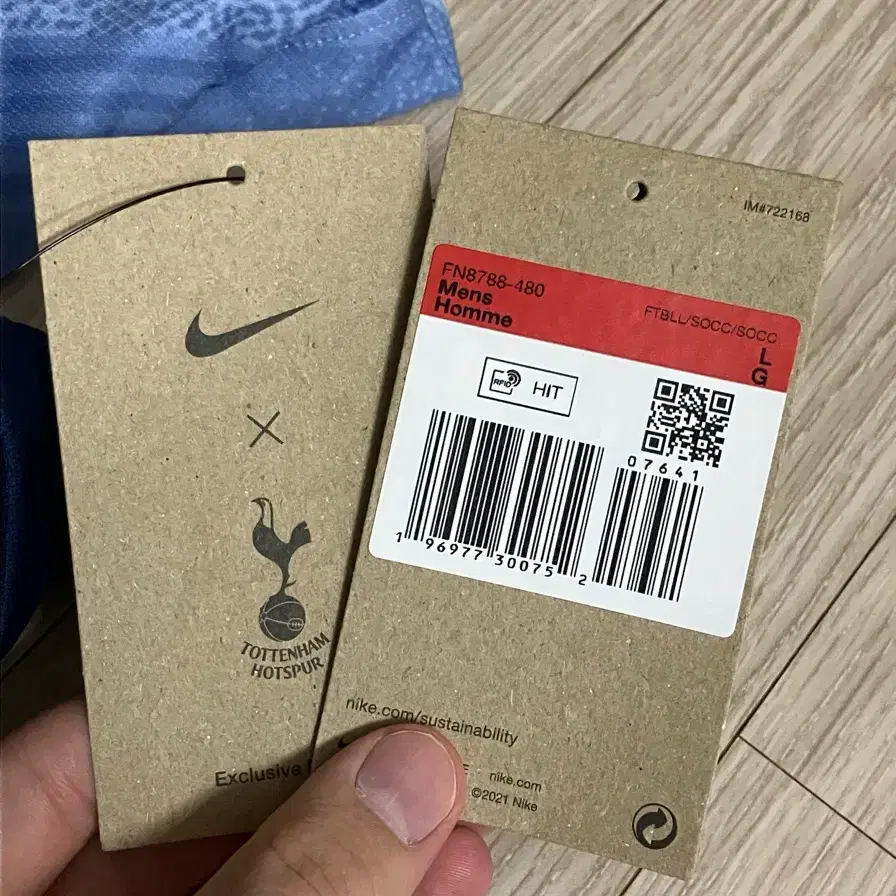 TOTTENHAM
HOTSPUR
Exclusive
IM#722168
FN8788-480
Mens
Homme
FTBLL/SOCC/SOCC
L
G
RFID
HIT
07641
1 96977 30075 2
nike.com/sustainability
nike.com
©2021 Nike